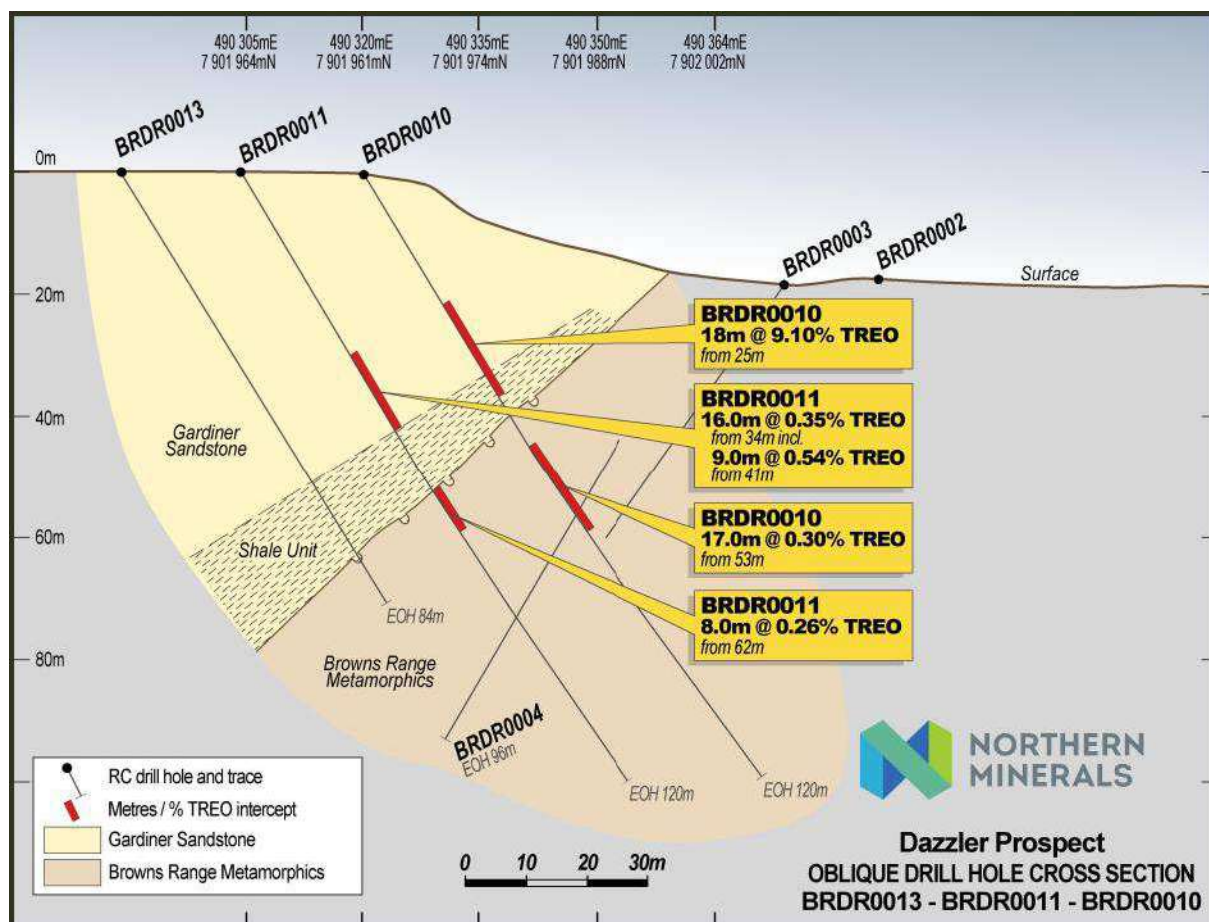 490 305mE
7 901 964mN
490 320mE
7 901 961mN
490 335mE
7 901 974mN
490 350mE
7 901 988mN
490 364mE
7 902 002mN
BRDR0013
BRDR0011
BRDR0010
0m
BRDR0003
BRDR0002
Surface
20m
BRDR0010
18m @ 9.10% TREO
from 25m
BRDR0011
16.0m @ 0.35% TREO
from 34m incl.
9.0m @ 0.54% TREO
from 41m
40m
Gardiner
Sandstone
BRDR0010
17.0m @ 0.30% TREO
from 53m
60m
Shale Unit
BRDR0011
8.0m @ 0.26% TREO
from 62m
EOH 84m
80m
Browns Range
Metamorphics
BRDR0004
EOH 96m
EOH 120m
EOH 120m
NORTHERN
MINERALS
RC drill hole and trace
Metres / % TREO intercept
Gardiner Sandstone
Browns Range Metamorphics
0 10 20 30m
Dazzler Prospect
OBLIQUE DRILL HOLE CROSS SECTION
BRDR0013 - BRDR0011 - BRDR0010